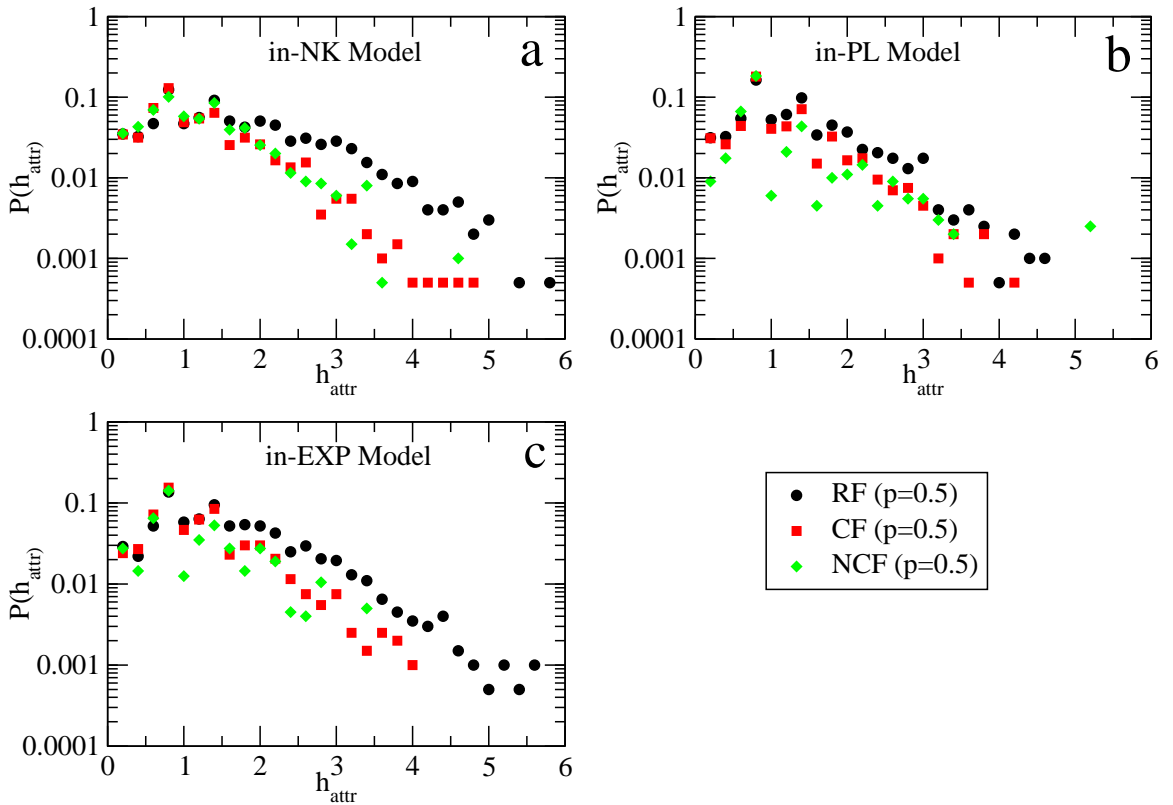 in-NK Model
a
1
0.1
0.01
0.001
0.0001
P(h_attr)
0 1 2 3 4 5 6
h_attr
in-PL Model
b
1
0.1
0.01
0.001
0.0001
P(h_attr)
0 1 2 3 4 5 6
h_attr
in-EXP Model
c
1
0.1
0.01
0.001
0.0001
P(h_attr)
0 1 2 3 4 5 6
h_attr
RF (p=0.5)
CF (p=0.5)
NCF (p=0.5)